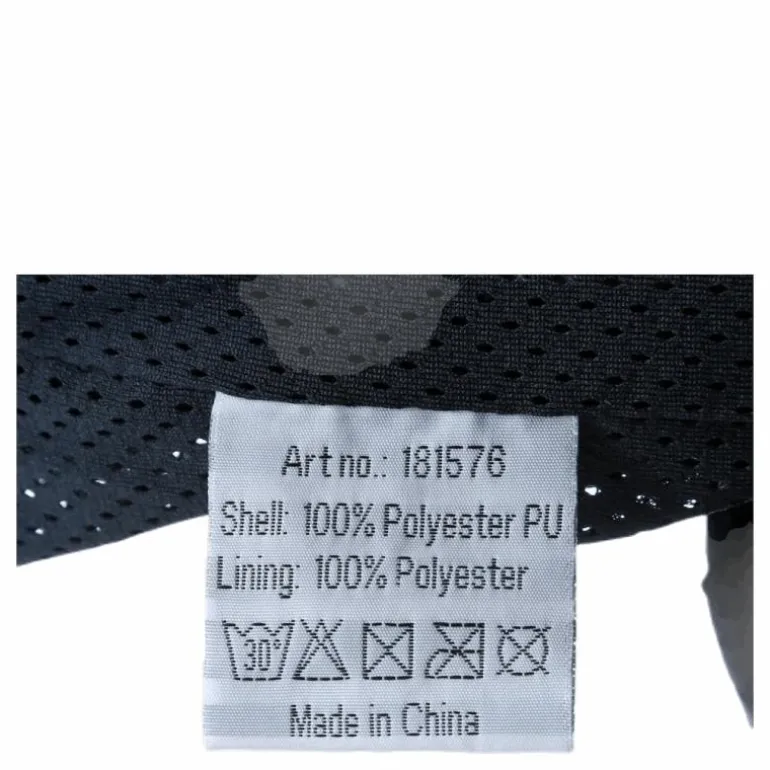 Art no.: 181576
Shell: 100% Polyester PU
Lining: 100% Polyester
30°
Made in China